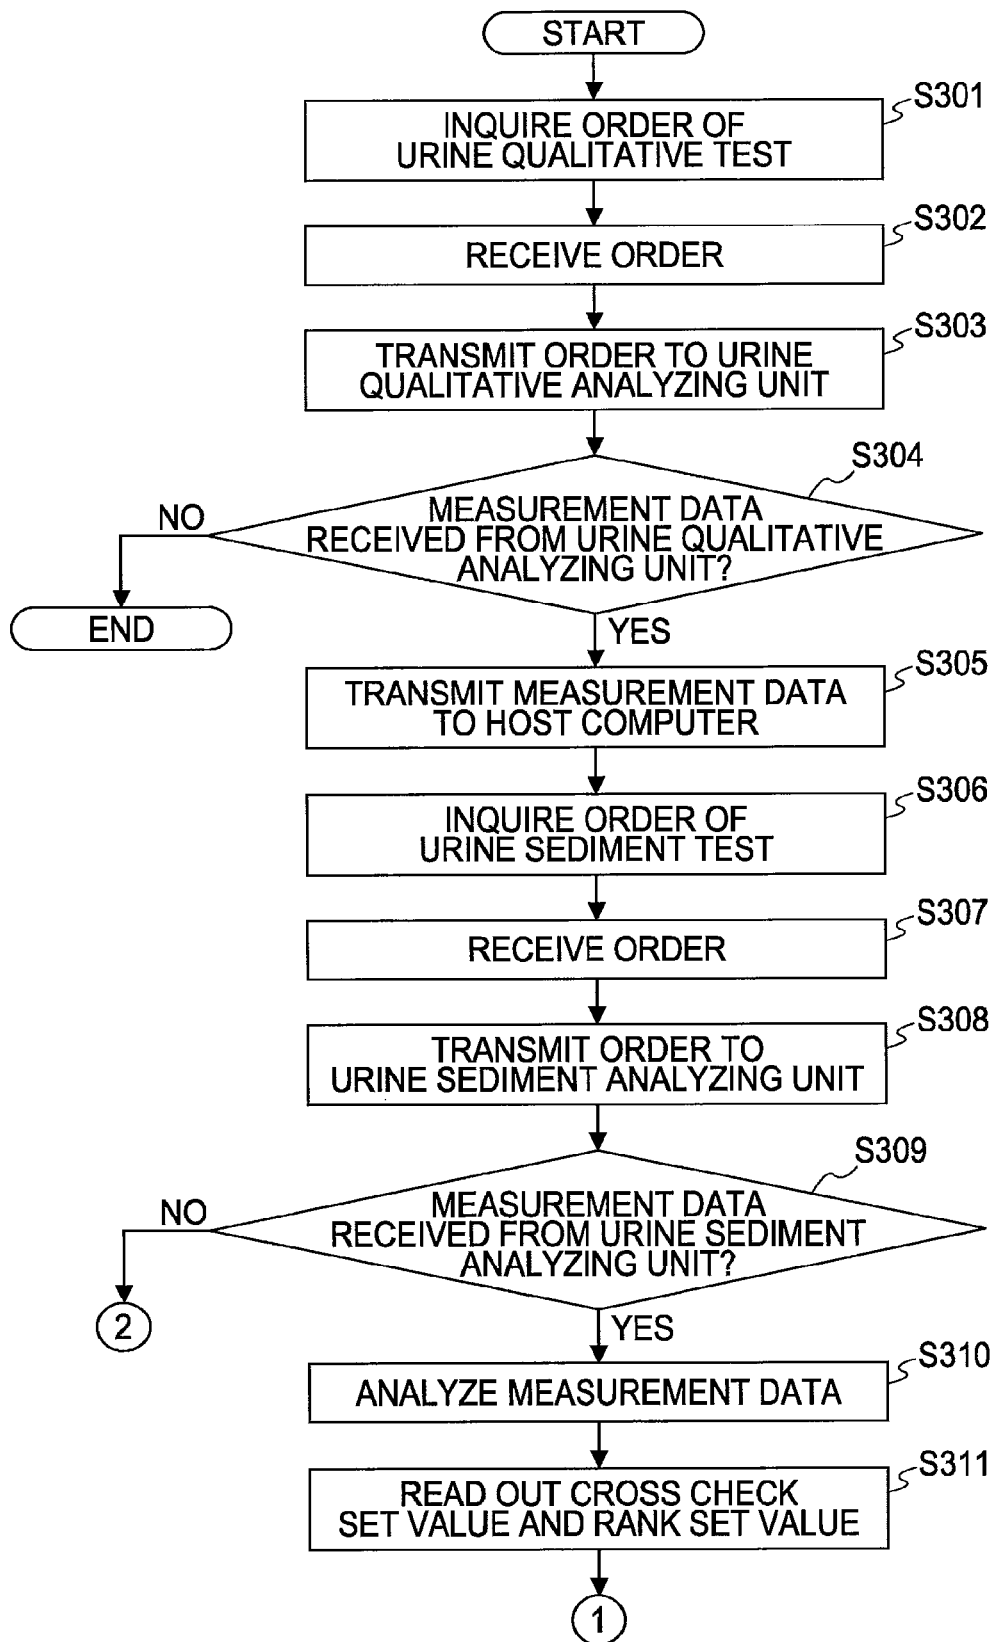 START
S301
INQUIRE ORDER OF
URINE QUALITATIVE TEST
S302
RECEIVE ORDER
S303
TRANSMIT ORDER TO URINE
QUALITATIVE ANALYZING UNIT
S304
MEASUREMENT DATA
RECEIVED FROM URINE QUALITATIVE
ANALYZING UNIT?
NO
END
YES
S305
TRANSMIT MEASUREMENT DATA
TO HOST COMPUTER
S306
INQUIRE ORDER OF
URINE SEDIMENT TEST
S307
RECEIVE ORDER
S308
TRANSMIT ORDER TO
URINE SEDIMENT ANALYZING UNIT
S309
MEASUREMENT DATA
RECEIVED FROM URINE SEDIMENT
ANALYZING UNIT?
NO
2
YES
S310
ANALYZE MEASUREMENT DATA
S311
READ OUT CROSS CHECK
SET VALUE AND RANK SET VALUE
1